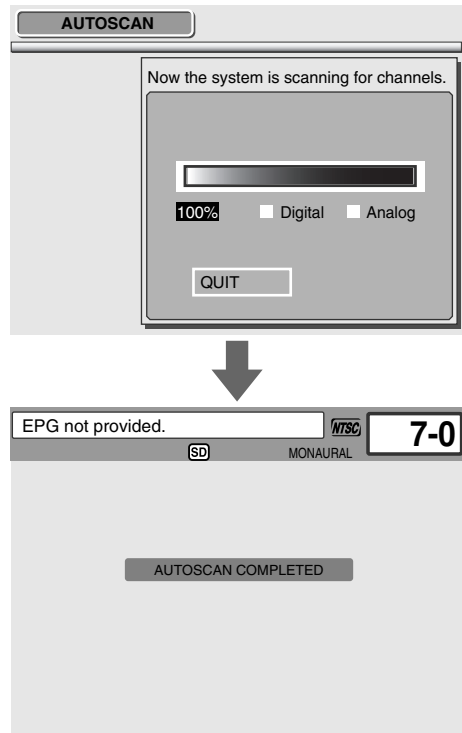 AUTOSCAN
Now the system is scanning for channels.
100% Digital Analog
QUIT
EPG not provided. NTSC 7-0
SD MONAURAL
AUTOSCAN COMPLETED